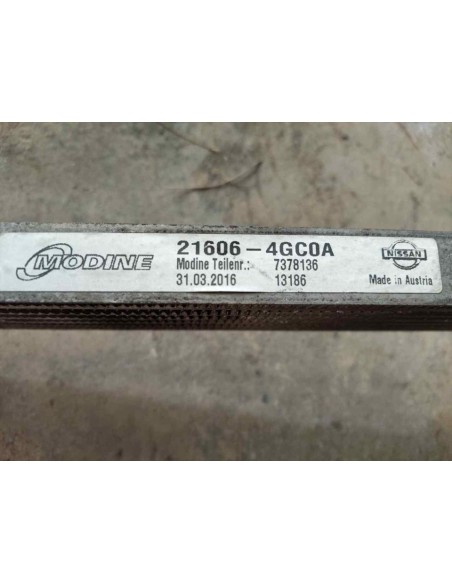 MODINE
21606-4GC0A
Modine Teilenr.: 7378136
31.03.2016 13186
NISSAN
Made in Austria